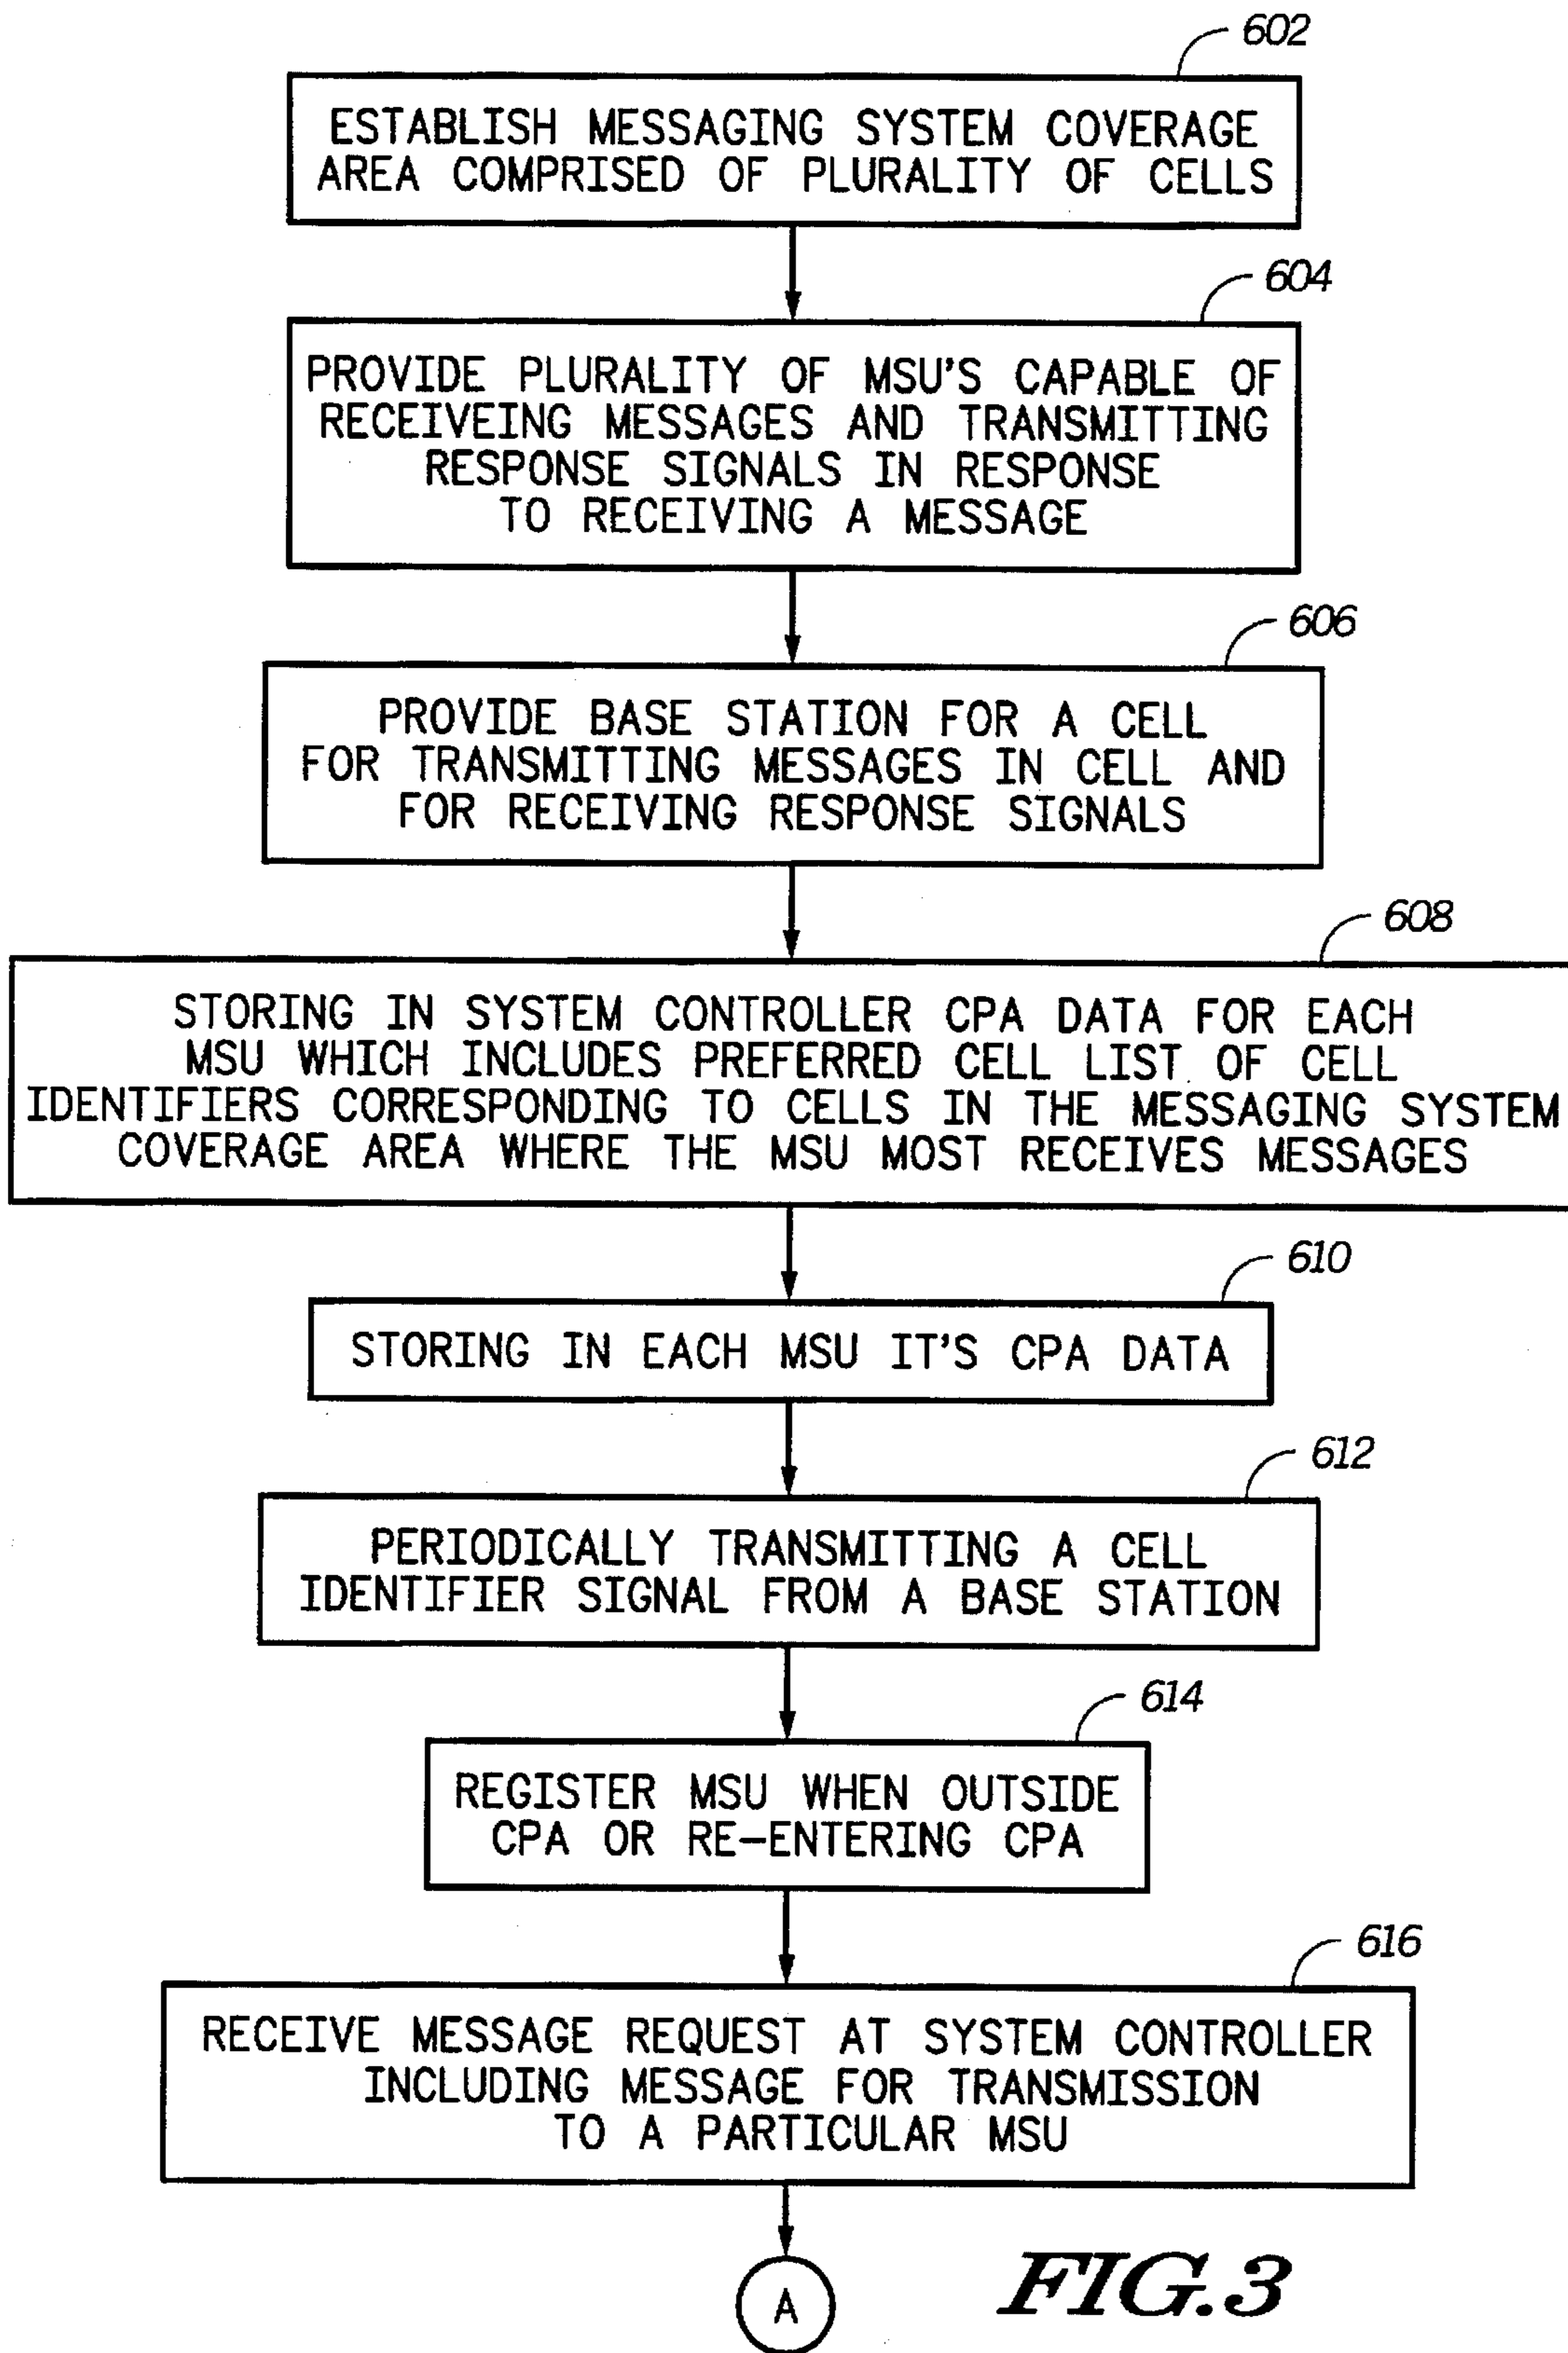 602
ESTABLISH MESSAGING SYSTEM COVERAGE
AREA COMPRISED OF PLURALITY OF CELLS
604
PROVIDE PLURALITY OF MSU'S CAPABLE OF
RECEIVEING MESSAGES AND TRANSMITTING
RESPONSE SIGNALS IN RESPONSE
TO RECEIVING A MESSAGE
606
PROVIDE BASE STATION FOR A CELL
FOR TRANSMITTING MESSAGES IN CELL AND
FOR RECEIVING RESPONSE SIGNALS
608
STORING IN SYSTEM CONTROLLER CPA DATA FOR EACH
MSU WHICH INCLUDES PREFERRED CELL LIST OF CELL
IDENTIFIERS CORRESPONDING TO CELLS IN THE MESSAGING SYSTEM
COVERAGE AREA WHERE THE MSU MOST RECEIVES MESSAGES
610
STORING IN EACH MSU IT'S CPA DATA
612
PERIODICALLY TRANSMITTING A CELL
IDENTIFIER SIGNAL FROM A BASE STATION
614
REGISTER MSU WHEN OUTSIDE
CPA OR RE-ENTERING CPA
616
RECEIVE MESSAGE REQUEST AT SYSTEM CONTROLLER
INCLUDING MESSAGE FOR TRANSMISSION
TO A PARTICULAR MSU
A
FIG.3